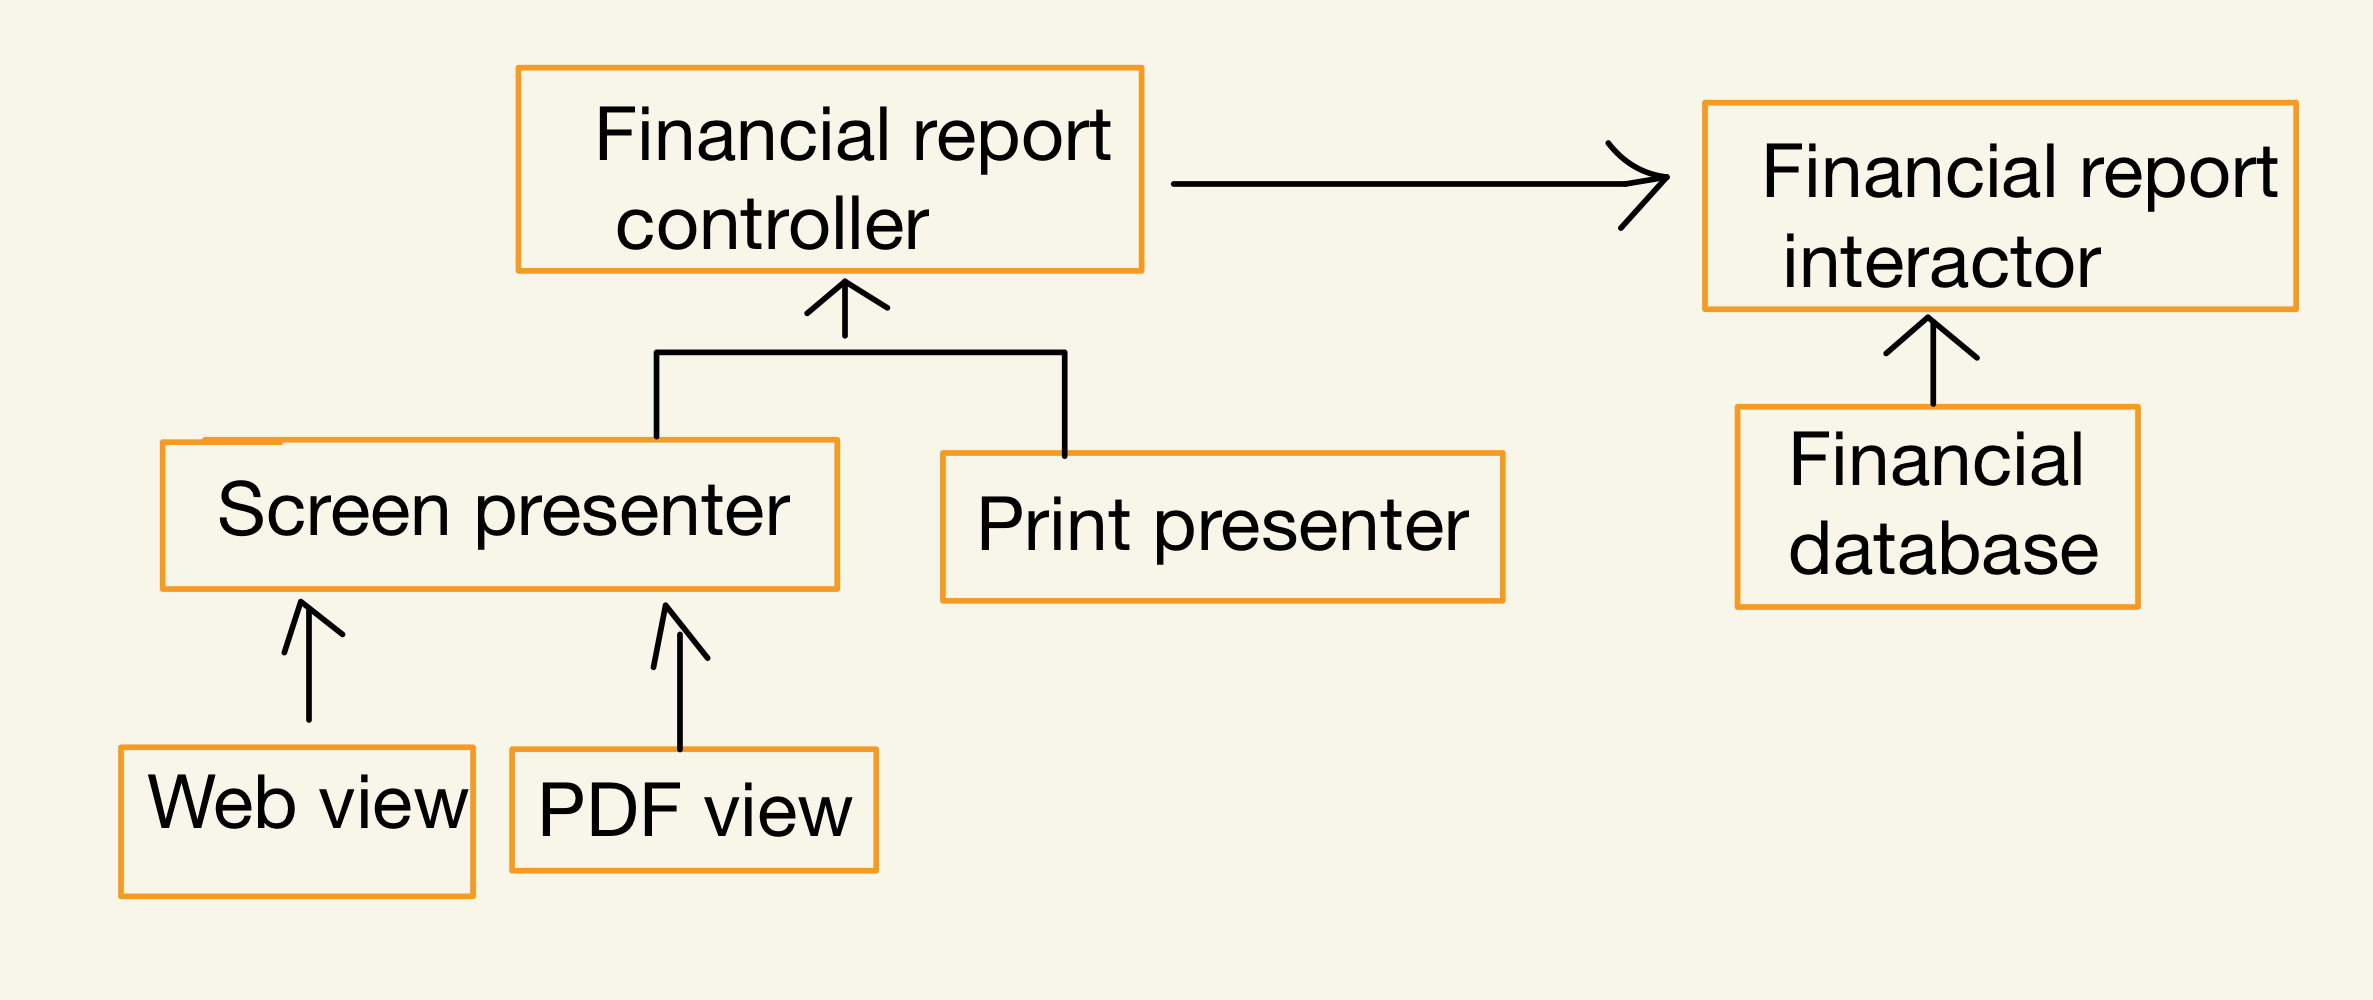 Financial report
controller
Financial report
interactor
Screen presenter
Print presenter
Financial
database
Web view
PDF view